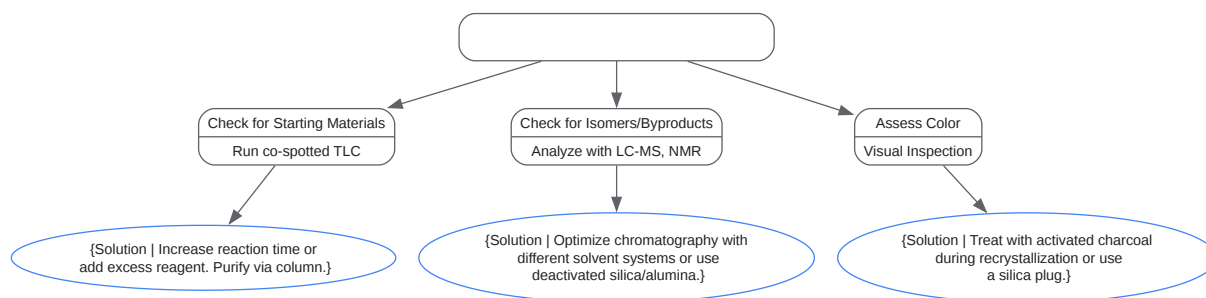 Check for Starting Materials
Run co-spotted TLC
Check for Isomers/Byproducts
Analyze with LC-MS, NMR
Assess Color
Visual Inspection
{Solution | Increase reaction time or
add excess reagent. Purify via column.}
{Solution | Optimize chromatography with
different solvent systems or use
deactivated silica/alumina.}
{Solution | Treat with activated charcoal
during recrystallization or use
a silica plug.}